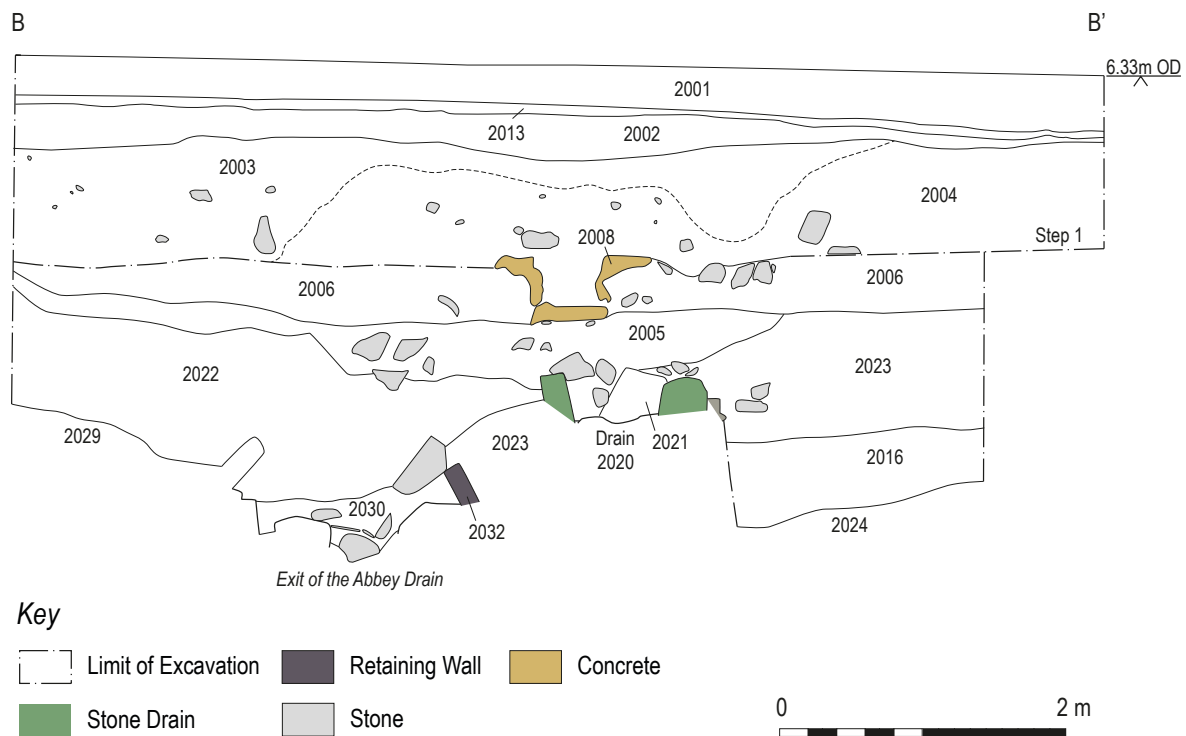 B
B'
6.33m OD
2001
2013
2002
2003
2004
2008
Step 1
2006
2006
2005
2022
2023
2029
2023
Drain
2020
2021
2016
2030
2032
2024
Exit of the Abbey Drain
Key
Limit of Excavation
Retaining Wall
Concrete
Stone Drain
Stone
0
2 m